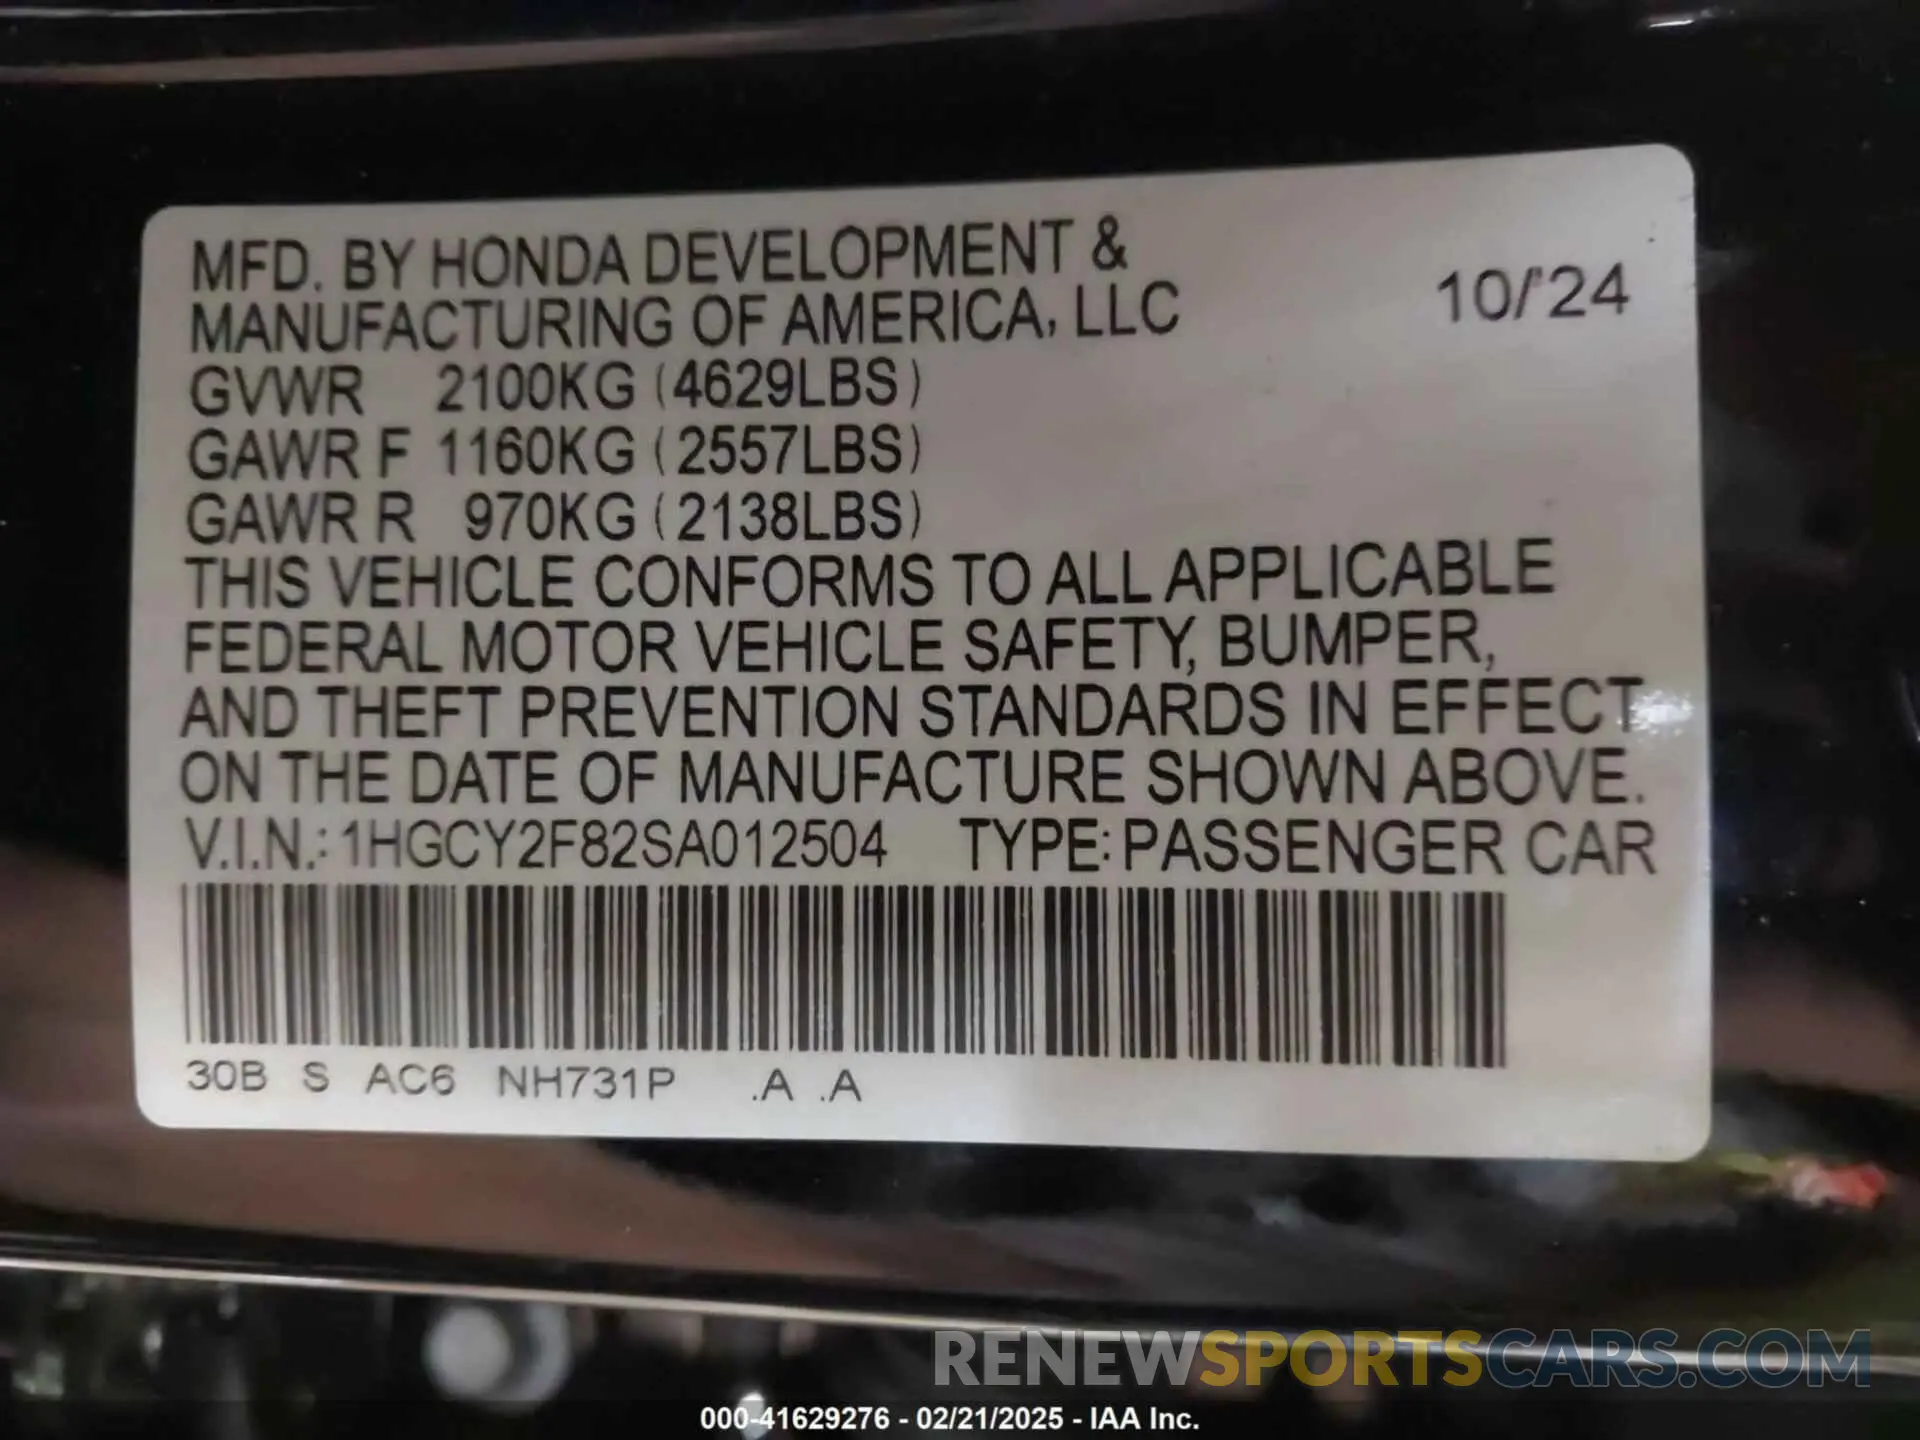 MFD. BY HONDA DEVELOPMENT &
MANUFACTURING OF AMERICA, LLC
10/'24
GVWR 2100KG (4629LBS)
GAWR F 1160KG (2557LBS)
GAWR R 970KG (2138LBS)
THIS VEHICLE CONFORMS TO ALL APPLICABLE
FEDERAL MOTOR VEHICLE SAFETY, BUMPER,
AND THEFT PREVENTION STANDARDS IN EFFECT
ON THE DATE OF MANUFACTURE SHOWN ABOVE.
V.I.N.: 1HGCY2F82SA012504 TYPE: PASSENGER CAR
30B S AC6 NH731P .A .A
RENEWSPORTSCARS.COM
000-41629276 - 02/21/2025 - IAA Inc.